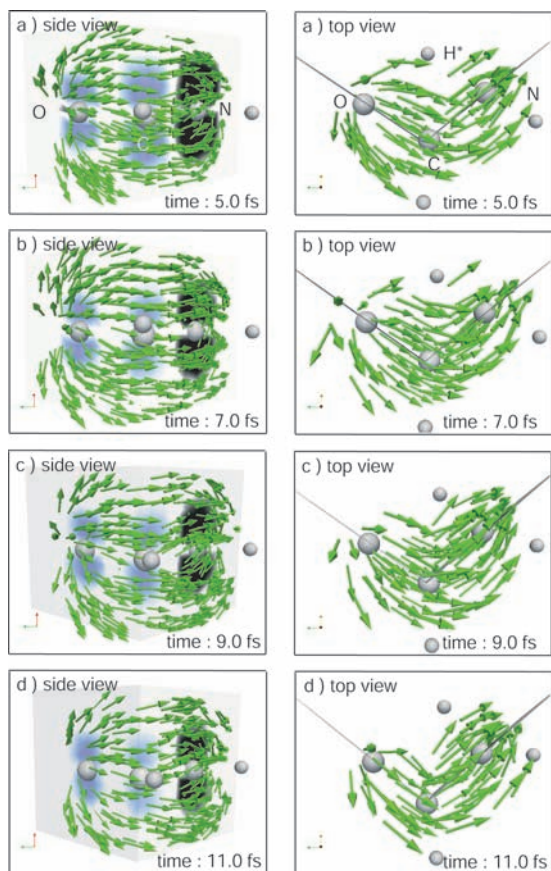 a ) side view
O
C
N
time : 5.0 fs
a ) top view
H*
O
N
C
time : 5.0 fs
b ) side view
time : 7.0 fs
b ) top view
time : 7.0 fs
c ) side view
time : 9.0 fs
c ) top view
time : 9.0 fs
d ) side view
time : 11.0 fs
d ) top view
time : 11.0 fs